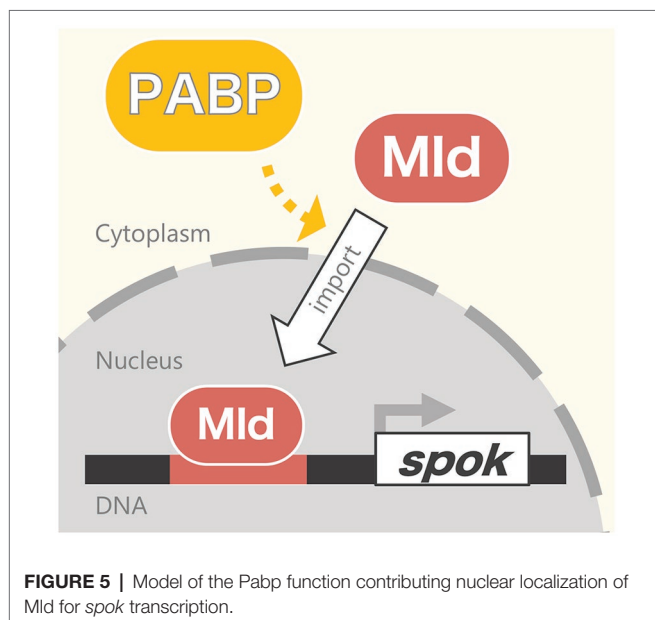 PABP
Mld
Cytoplasm
import
Nucleus
Mld
spok
DNA
FIGURE 5 | Model of the Pabp function contributing nuclear localization of
Mld for spok transcription.